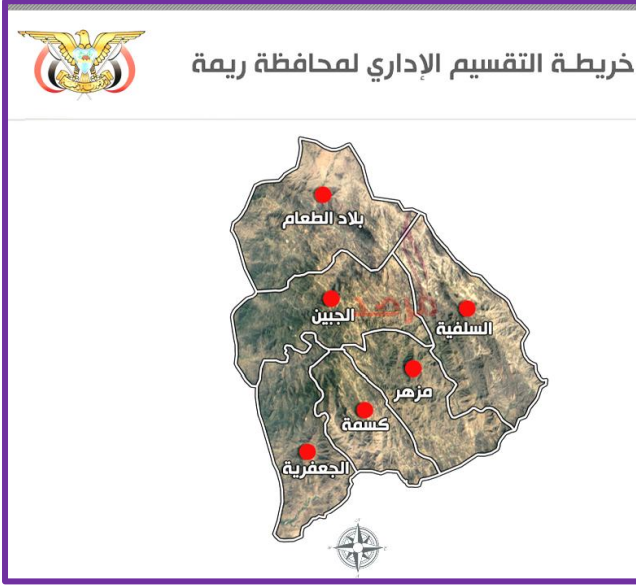 خريطـة التقسيم الإداري لمحافظة ريمة
بلاد الطعام
الجبين
السلفية
مزهر
كسمة
الجعفرية